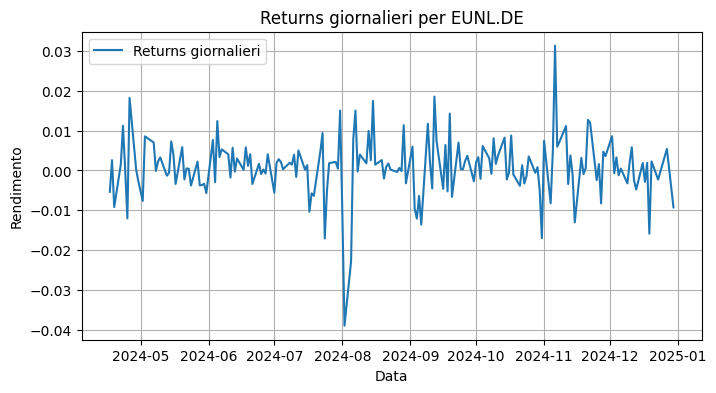 Returns giornalieri per EUNL.DE
Returns giornalieri
Rendimento
0.03
0.02
0.01
0.00
−0.01
−0.02
−0.03
−0.04
2024-05 2024-06 2024-07 2024-08 2024-09 2024-10 2024-11 2024-12 2025-01
Data